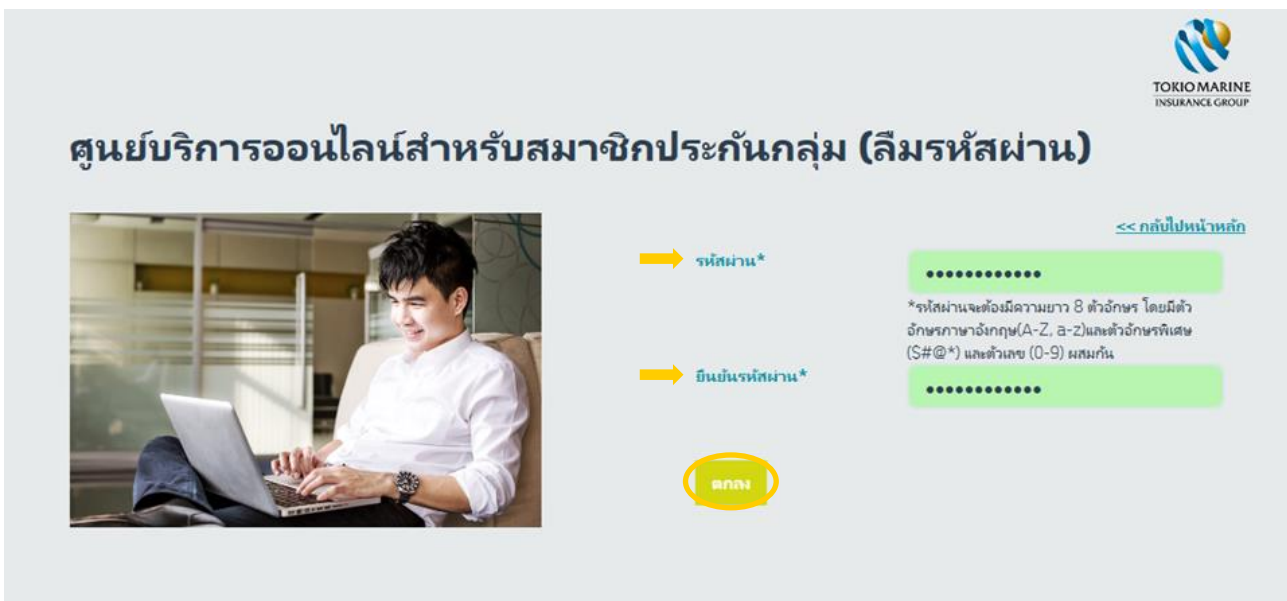 TOKIO MARINE
INSURANCE GROUP
ศูนย์บริการออนไลน์สำหรับสมาชิกประกันกลุ่ม (ลืมรหัสผ่าน)
<< กลับไปหน้าหลัก
รหัสผ่าน*
••••••••••••
*รหัสผ่านจะต้องมีความยาว 8 ตัวอักษร โดยมีตัว
อักษรภาษาอังกฤษ(A-Z, a-z)และตัวอักษรพิเศษ
($#@*) และตัวเลข (0-9) ผสมกัน
ยืนยันรหัสผ่าน*
••••••••••••
ตกลง